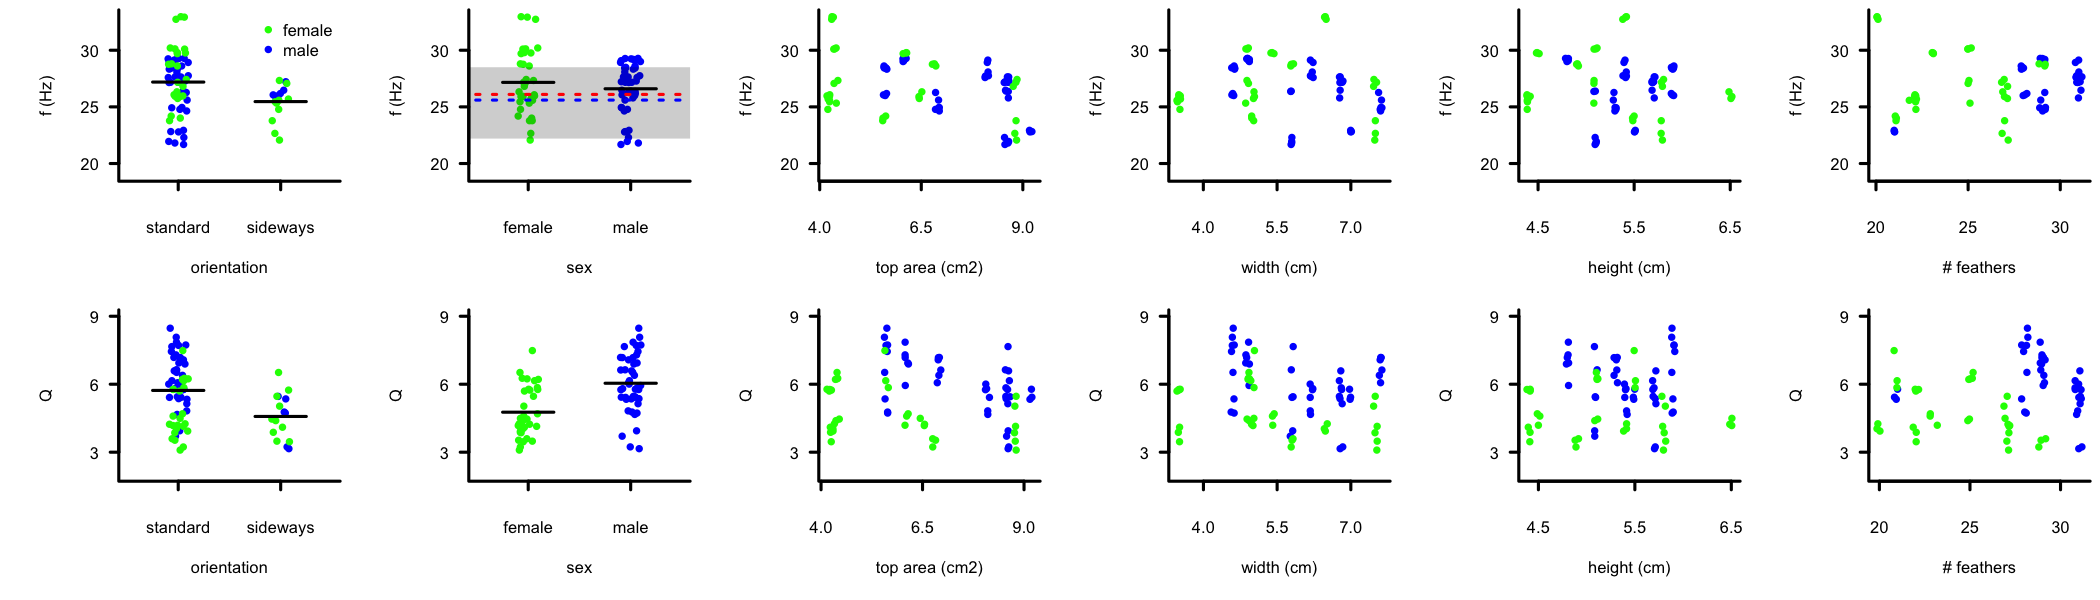 female
male
f (Hz)
30
25
20
standard
sideways
orientation
f (Hz)
30
25
20
female
male
sex
f (Hz)
30
25
20
4.0
6.5
9.0
top area (cm2)
f (Hz)
30
25
20
4.0
5.5
7.0
width (cm)
f (Hz)
30
25
20
4.5
5.5
6.5
height (cm)
f (Hz)
30
25
20
20
25
30
# feathers
Q
9
6
3
standard
sideways
orientation
Q
9
6
3
female
male
sex
Q
9
6
3
4.0
6.5
9.0
top area (cm2)
Q
9
6
3
4.0
5.5
7.0
width (cm)
Q
9
6
3
4.5
5.5
6.5
height (cm)
Q
9
6
3
20
25
30
# feathers